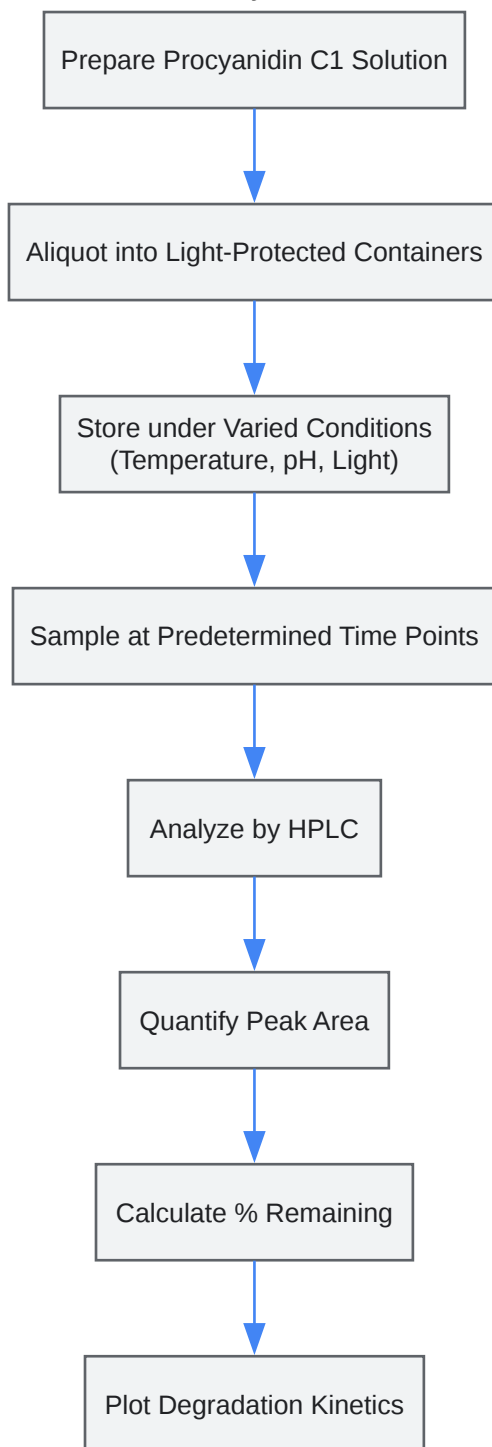 Prepare Procyanidin C1 Solution
Aliquot into Light-Protected Containers
Store under Varied Conditions
(Temperature, pH, Light)
Sample at Predetermined Time Points
Analyze by HPLC
Quantify Peak Area
Calculate % Remaining
Plot Degradation Kinetics